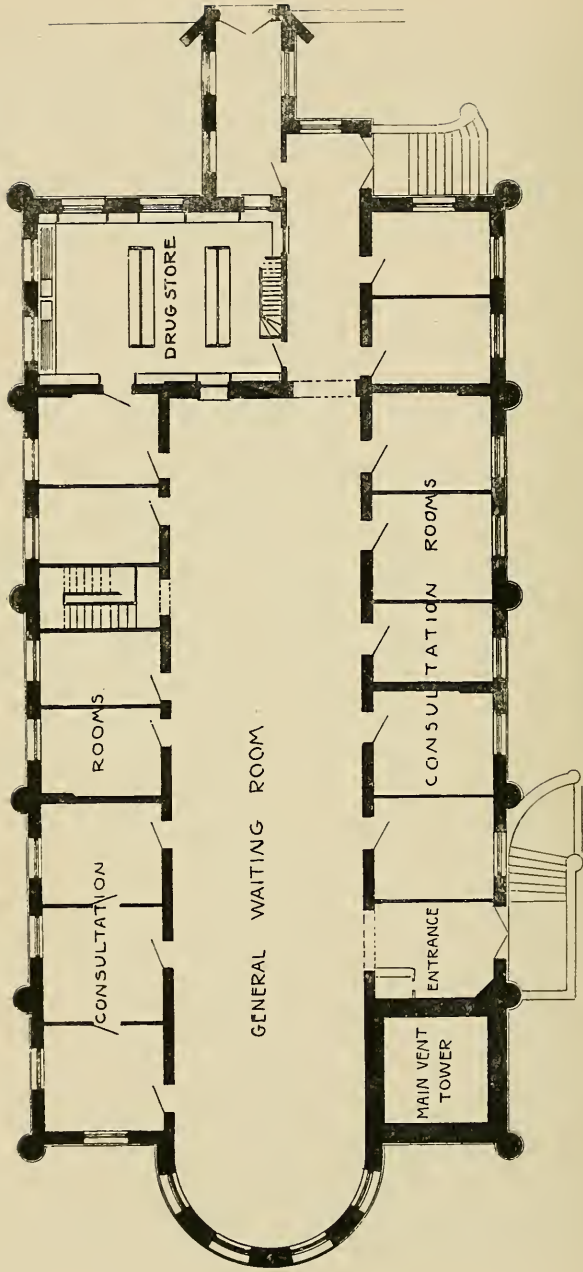 DRUG STORE
CONSULTATION ROOMS
GENERAL WAITING ROOM
CONSULTATION ROOMS
ENTRANCE
MAIN VENT
TOWER